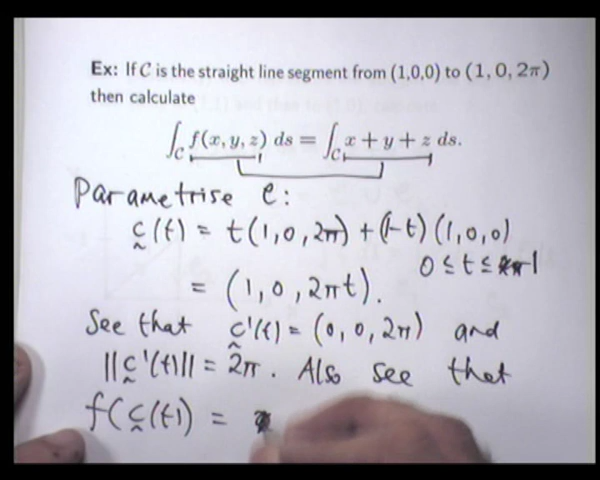 Ex: If C is the straight line segment from (1,0,0) to (1, 0, 2π)
then calculate
∫_C f(x, y, z) ds = ∫_C x + y + z ds.
Parametrise C:
c(t) = t(1,0,2π) + (1-t)(1,0,0)
0 ≤ t ≤ 1
= (1,0,2πt).
See that c'(t) = (0,0,2π) and
||c'(t)|| = 2π. Also see that
f(c(t)) =